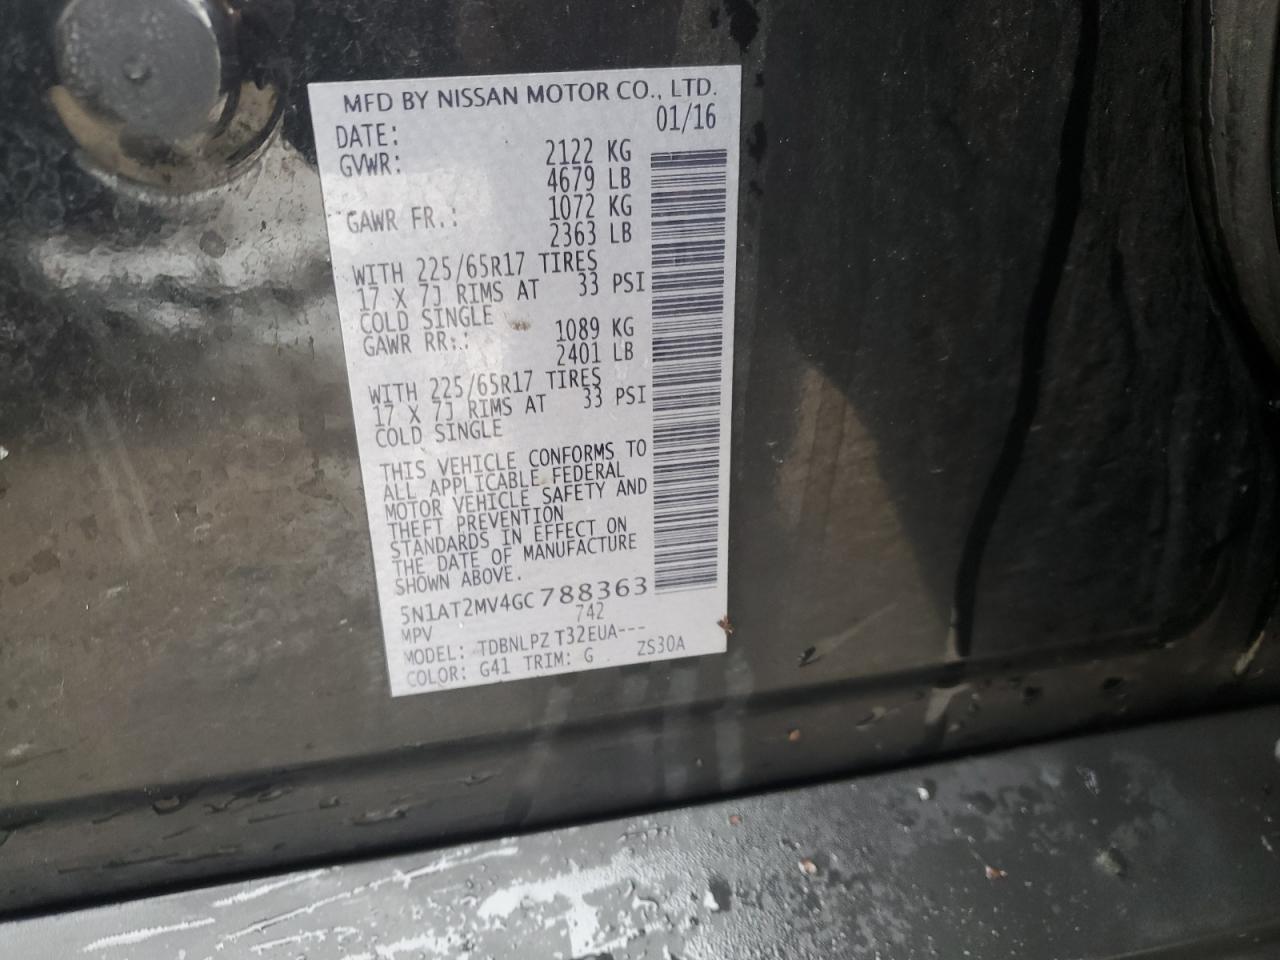 MFD BY NISSAN MOTOR CO., LTD.
DATE: 01/16
GVWR: 2122 KG
4679 LB
GAWR FR.: 1072 KG
2363 LB
WITH 225/65R17 TIRES
17 X 7J RIMS AT 33 PSI
COLD SINGLE
GAWR RR.: 1089 KG
2401 LB
WITH 225/65R17 TIRES
17 X 7J RIMS AT 33 PSI
COLD SINGLE
THIS VEHICLE CONFORMS TO
ALL APPLICABLE FEDERAL
MOTOR VEHICLE SAFETY AND
THEFT PREVENTION
STANDARDS IN EFFECT ON
THE DATE OF MANUFACTURE
SHOWN ABOVE.
5N1AT2MV4GC788363
MPV 742
MODEL: TDBNLPZ T32EUA---
COLOR: G41 TRIM: G ZS30A